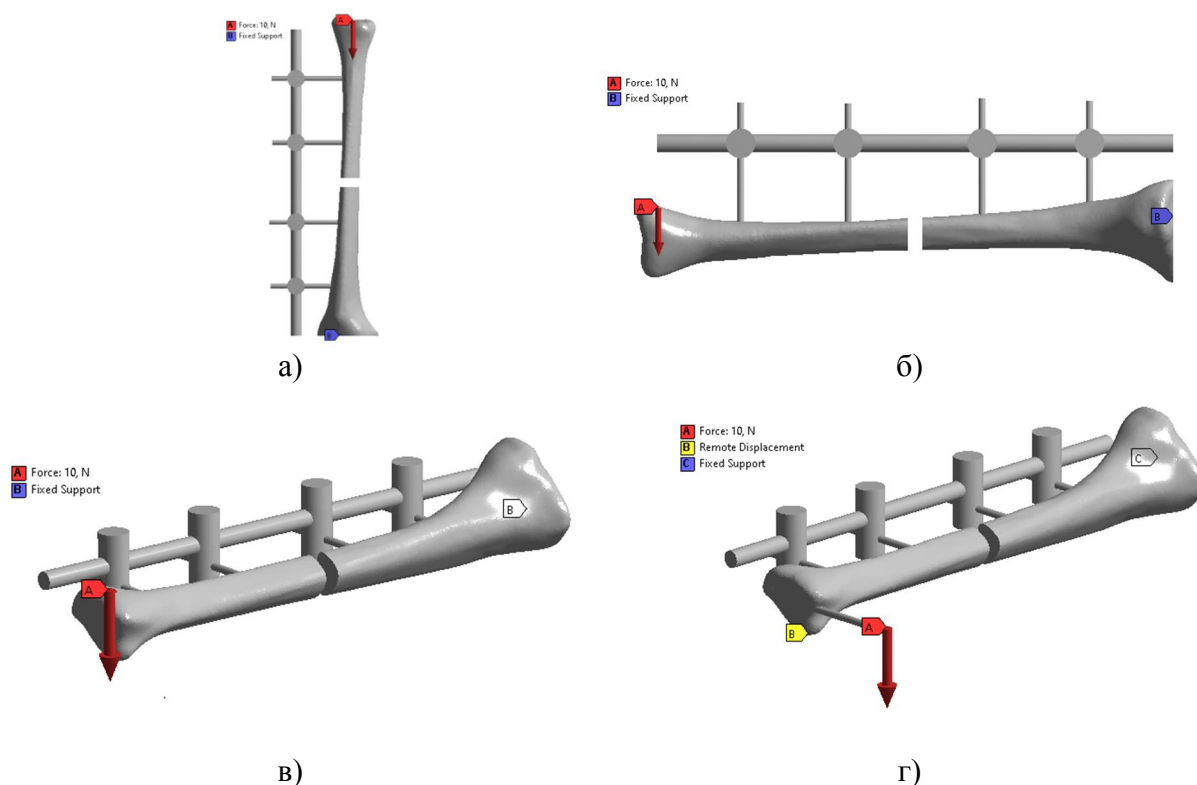 A Force: 10, N
B Fixed Support
A
B
а)
A Force: 10, N
B Fixed Support
A
B
б)
A Force: 10, N
B Fixed Support
B
A
в)
A Force: 10, N
B Remote Displacement
C Fixed Support
C
A
B
г)